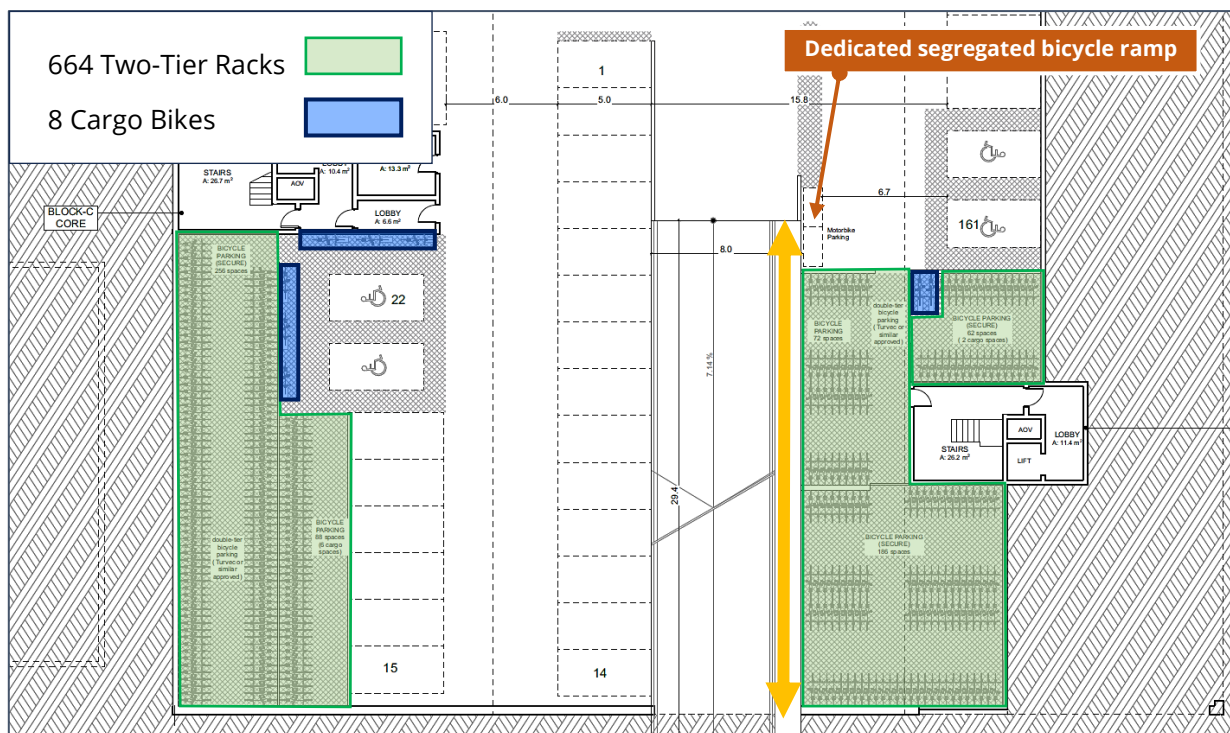 664 Two-Tier Racks
8 Cargo Bikes
Dedicated segregated bicycle ramp
1
6.0
5.0
15.8
A: 13.3 m²
STAIRS
A: 26.7 m²
A: 10.4 m²
AOV
LOBBY
A: 6.6 m²
BLOCK-C
CORE
6.7
161
Motorbike
Parking
8.0
BICYCLE
PARKING
(SECURE)
256 spaces
22
7.14%
BICYCLE
PARKING
72 spaces
double-tier
bicycle
parking
(Turvec or
similar
approved)
BICYCLE PARKING
(SECURE)
62 spaces
( 2 cargo spaces)
STAIRS
A: 26.2 m²
AOV
LIFT
LOBBY
A: 11.4 m²
29.4
BICYCLE
PARKING
88 spaces
(6 cargo
spaces)
double-tier
bicycle
parking
( Turvec or
similar
approved)
BICYCLE PARKING
(SECURE)
186 spaces
15
14